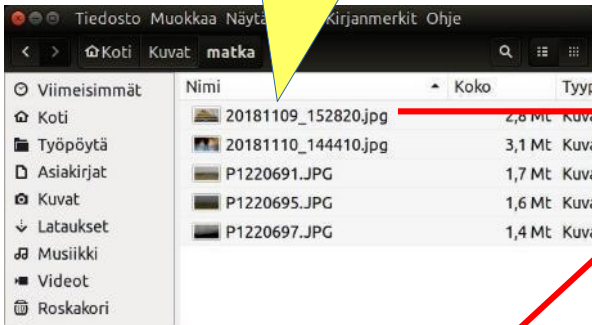 Tiedosto Muokkaa Näytä Kirjanmerkit Ohje
Koti Kuvat matka
Nimi Koko Tyyp
Viimeisimmät
Koti
Työpöytä
Asiakirjat
Kuvat
Lataukset
Musiikki
Videot
Roskakori
20181109_152820.jpg 2,8 Mt Kuva
20181110_144410.jpg 3,1 Mt Kuva
P1220691.JPG 1,7 Mt Kuva
P1220695.JPG 1,6 Mt Kuva
P1220697.JPG 1,4 Mt Kuva